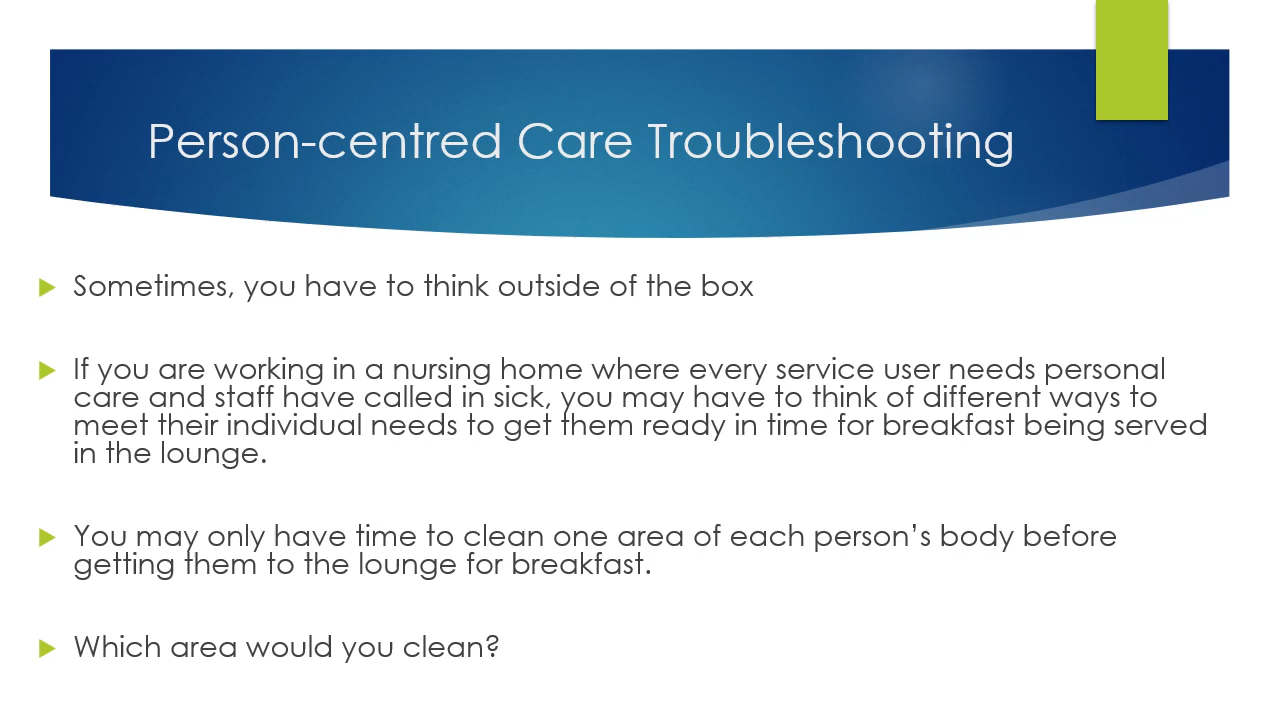 Person-centred Care Troubleshooting
Sometimes, you have to think outside of the box
If you are working in a nursing home where every service user needs personal
care and staff have called in sick, you may have to think of different ways to
meet their individual needs to get them ready in time for breakfast being served
in the lounge.
You may only have time to clean one area of each person’s body before
getting them to the lounge for breakfast.
Which area would you clean?